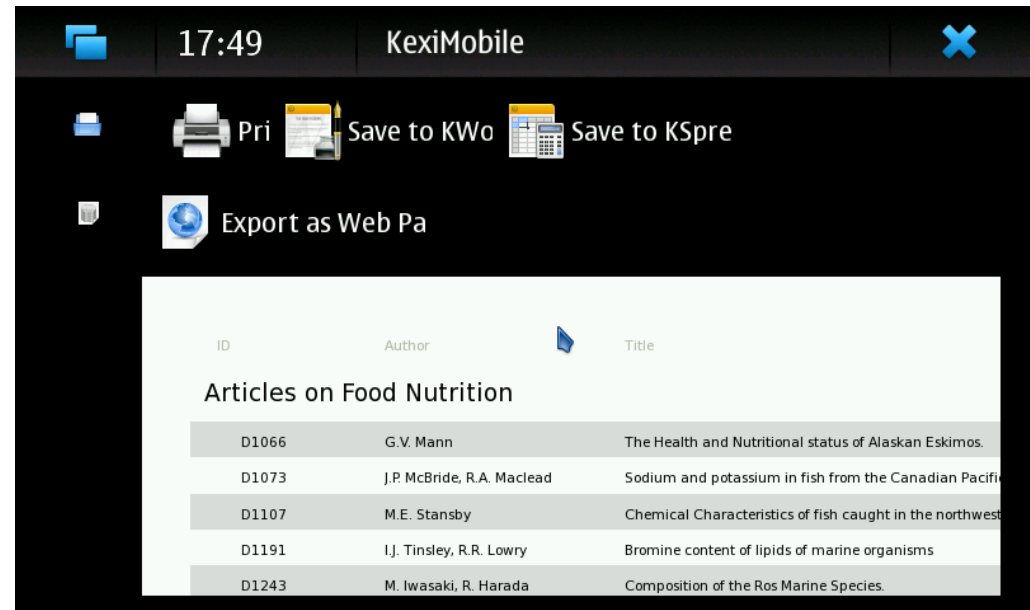 17:49 KexiMobile
Pri Save to KWo Save to KSpre
Export as Web Pa
ID Author Title
Articles on Food Nutrition
D1066 G.V. Mann The Health and Nutritional status of Alaskan Eskimos.
D1073 J.P. McBride, R.A. Maclead Sodium and potassium in fish from the Canadian Pacifi
D1107 M.E. Stansby Chemical Characteristics of fish caught in the northwest
D1191 I.J. Tinsley, R.R. Lowry Bromine content of lipids of marine organisms
D1243 M. Iwasaki, R. Harada Composition of the Ros Marine Species.